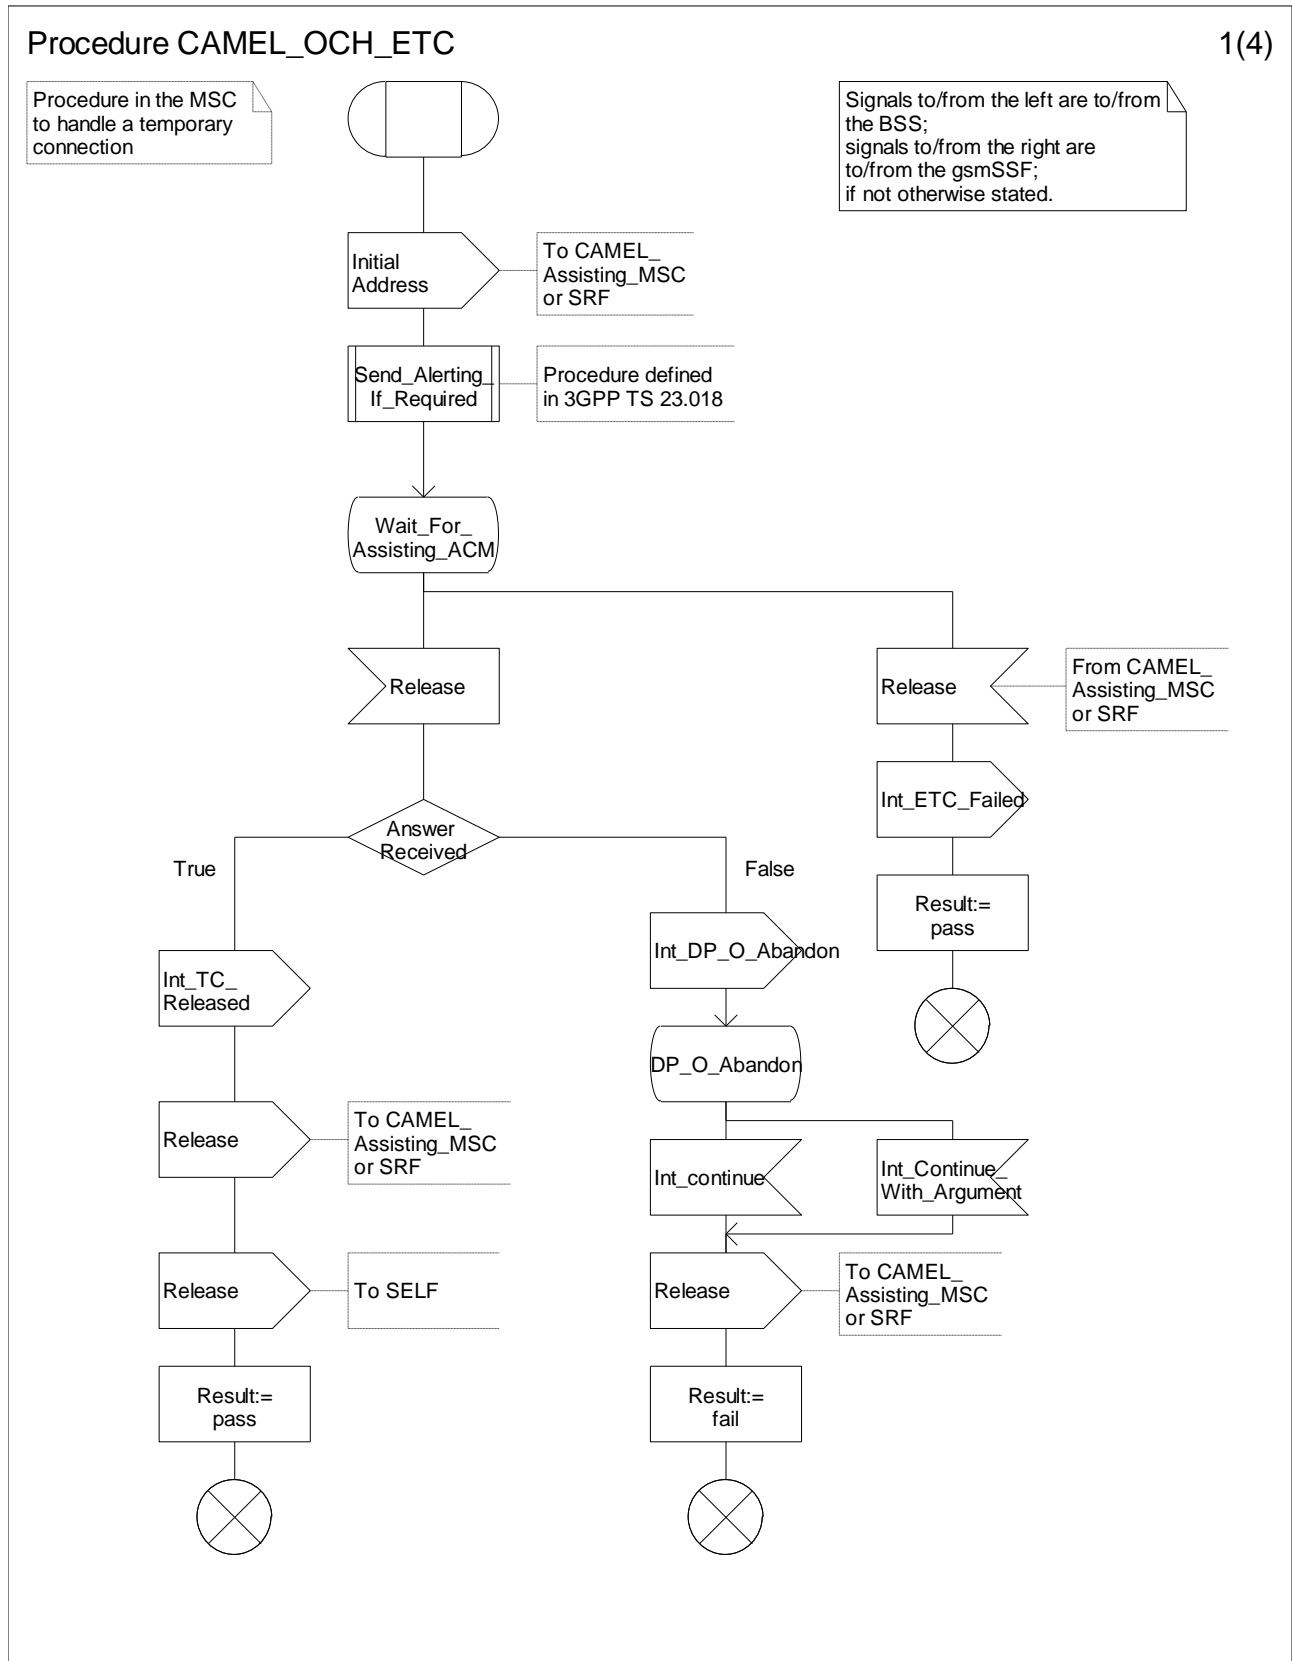 Procedure CAMEL_OCH_ETC
1(4)
Procedure in the MSC
to handle a temporary
connection
Signals to/from the left are to/from
the BSS;
signals to/from the right are
to/from the gsmSSF;
if not otherwise stated.
Initial
Address
To CAMEL_
Assisting_MSC
or SRF
Send_Alerting_
If_Required
Procedure defined
in 3GPP TS 23.018
Wait_For_
Assisting_ACM
Release
Release
From CAMEL_
Assisting_MSC
or SRF
Int_ETC_Failed
Answer
Received
True
False
Result:=
pass
Int_DP_O_Abandon
Int_TC_
Released
DP_O_Abandon
Release
To CAMEL_
Assisting_MSC
or SRF
Int_continue
Int_Continue_
With_Argument
Release
To SELF
Release
To CAMEL_
Assisting_MSC
or SRF
Result:=
pass
Result:=
fail